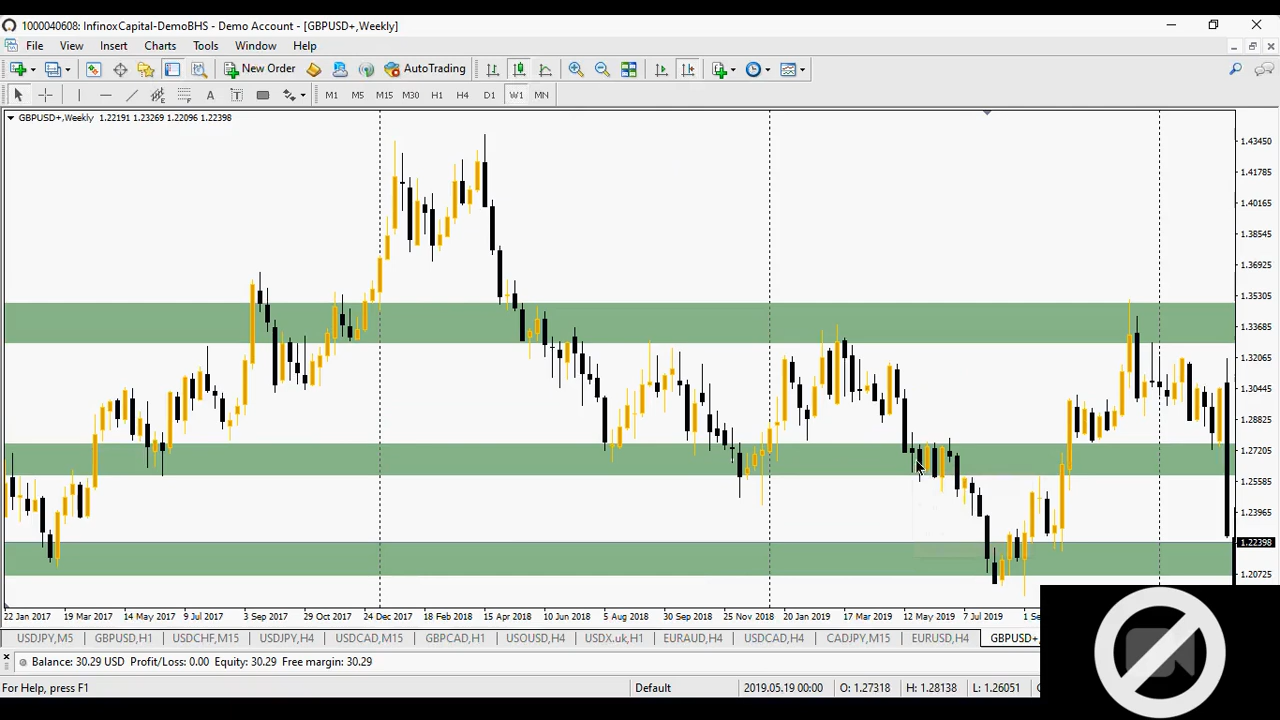 1000040608: InfinoxCapital-DemoBHS - Demo Account - [GBPUSD+,Weekly]
File View Insert Charts Tools Window Help
New Order AutoTrading
A T M1 M5 M15 M30 H1 H4 D1 W1 MN
GBPUSD+,Weekly 1.22191 1.23269 1.22096 1.22398
1.43450
1.41785
1.40165
1.38545
1.36925
1.35305
1.33685
1.32065
1.30445
1.28825
1.27205
1.25585
1.23965
1.22398
1.20725
22 Jan 2017 19 Mar 2017 14 May 2017 9 Jul 2017 3 Sep 2017 29 Oct 2017 24 Dec 2017 18 Feb 2018 15 Apr 2018 10 Jun 2018 5 Aug 2018 30 Sep 2018 25 Nov 2018 20 Jan 2019 17 Mar 2019 12 May 2019 7 Jul 2019 1 Se
USDJPY,M5 GBPUSD,H1 USDCHF,M15 USDJPY,H4 USDCAD,M15 GBPCAD,H1 USOUSD,H4 USDX.uk,H1 EURAUD,H4 USDCAD,H4 CADJPY,M15 EURUSD,H4 GBPUSD+,
Balance: 30.29 USD Profit/Loss: 0.00 Equity: 30.29 Free margin: 30.29
For Help, press F1 Default 2019.05.19 00:00 O: 1.27318 H: 1.28138 L: 1.26051